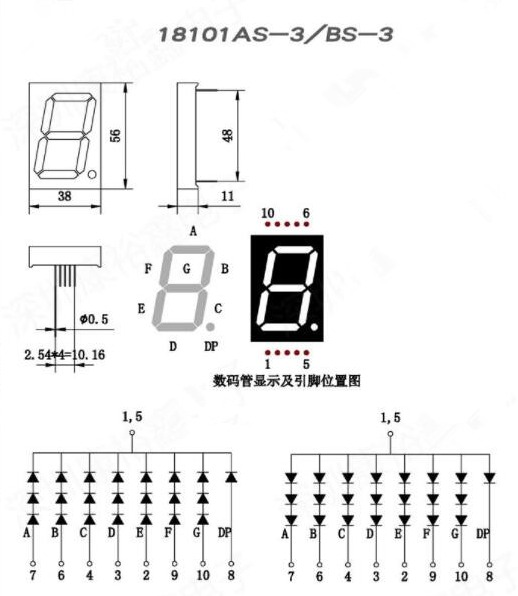 18101AS-3/BS-3
56
48
38
11
A
F
G
B
E
C
D
DP
10
6
1
5
Φ0.5
2.54*4=10.16
数码管显示及引脚位置图
1,5
A B C D E F G DP
7 6 4 3 2 9 10 8
1,5
A B C D E F G DP
7 6 4 3 2 9 10 8